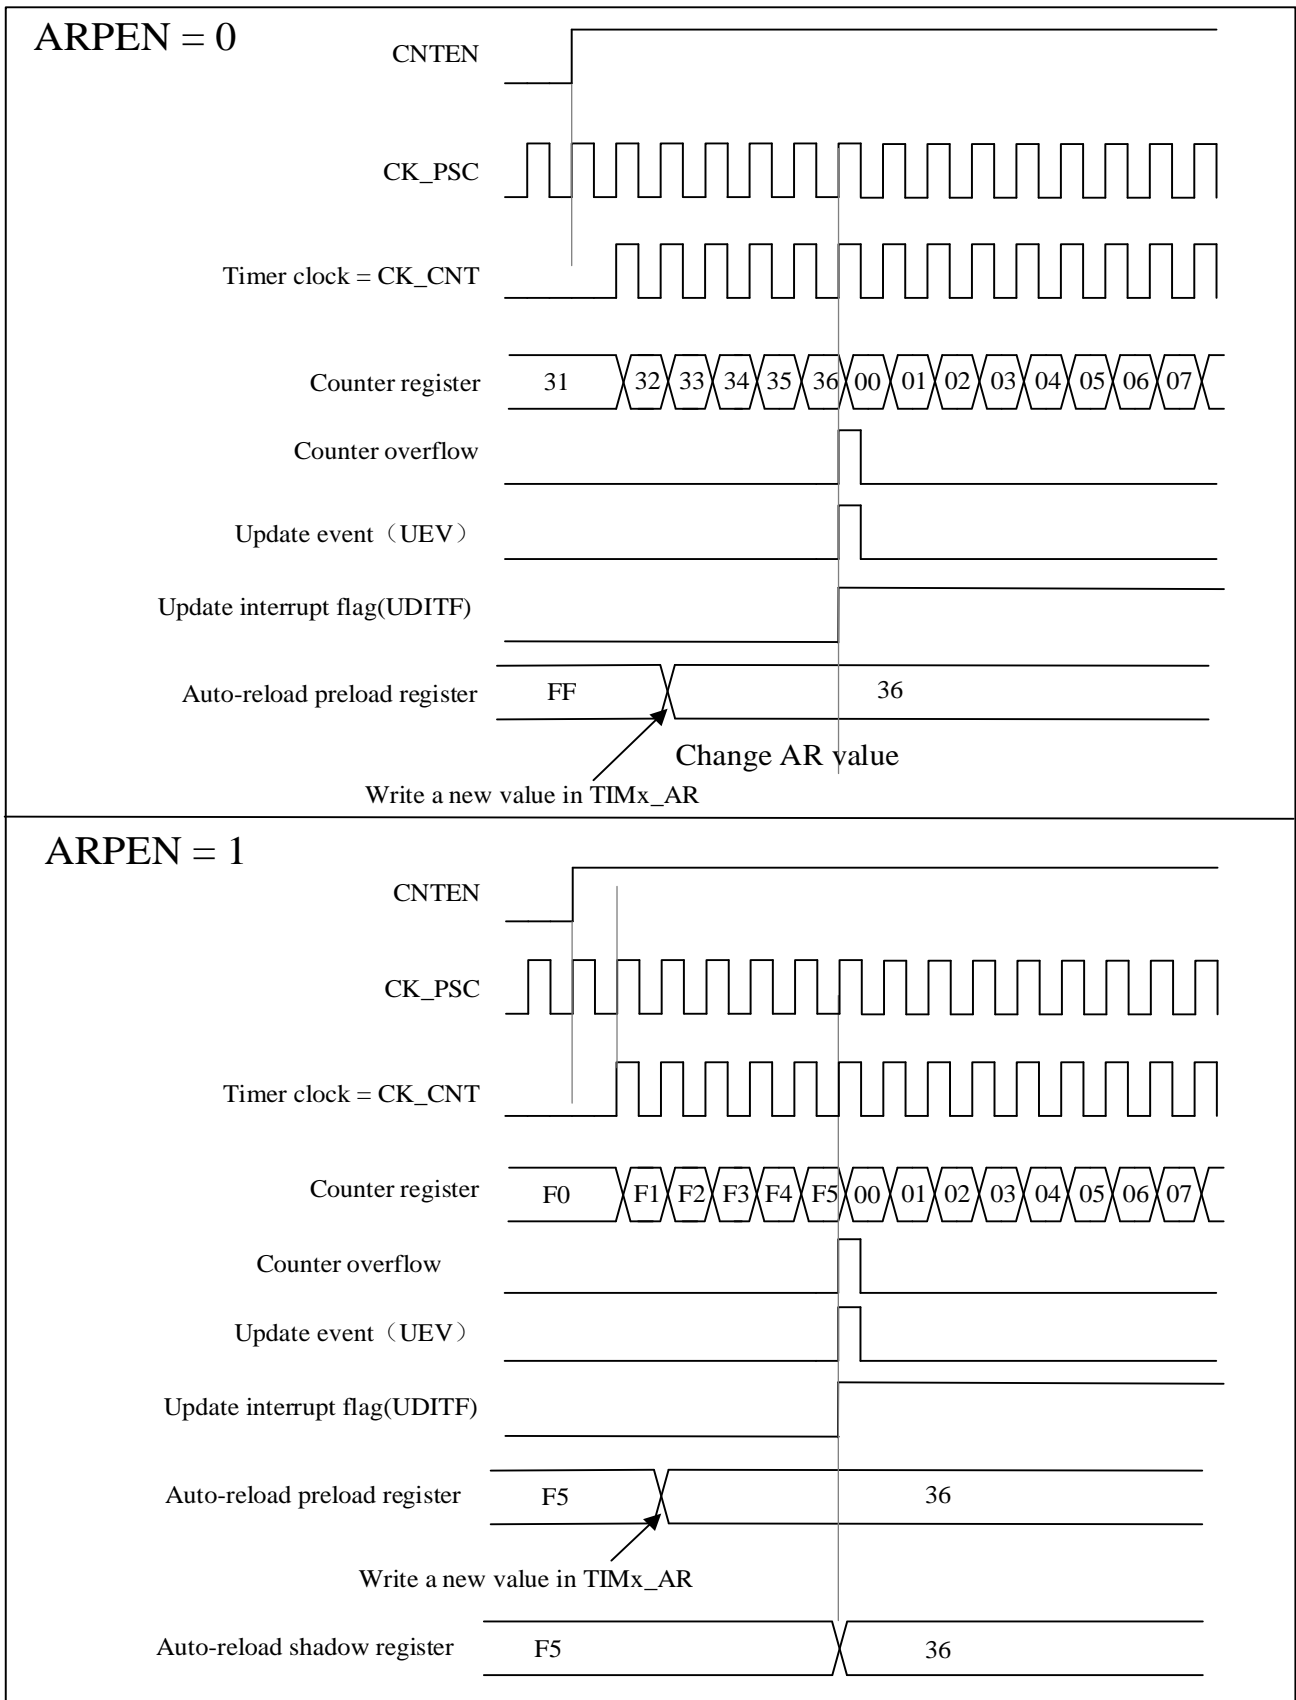 ARPEN = 0
CNTEN
CK_PSC
Timer clock = CK_CNT
Counter register 31 32 33 34 35 36 00 01 02 03 04 05 06 07
Counter overflow
Update event（UEV）
Update interrupt flag(UDITF)
Auto-reload preload register FF 36
Change AR value
Write a new value in TIMx_AR
ARPEN = 1
CNTEN
CK_PSC
Timer clock = CK_CNT
Counter register F0 F1 F2 F3 F4 F5 00 01 02 03 04 05 06 07
Counter overflow
Update event（UEV）
Update interrupt flag(UDITF)
Auto-reload preload register F5 36
Write a new value in TIMx_AR
Auto-reload shadow register F5 36